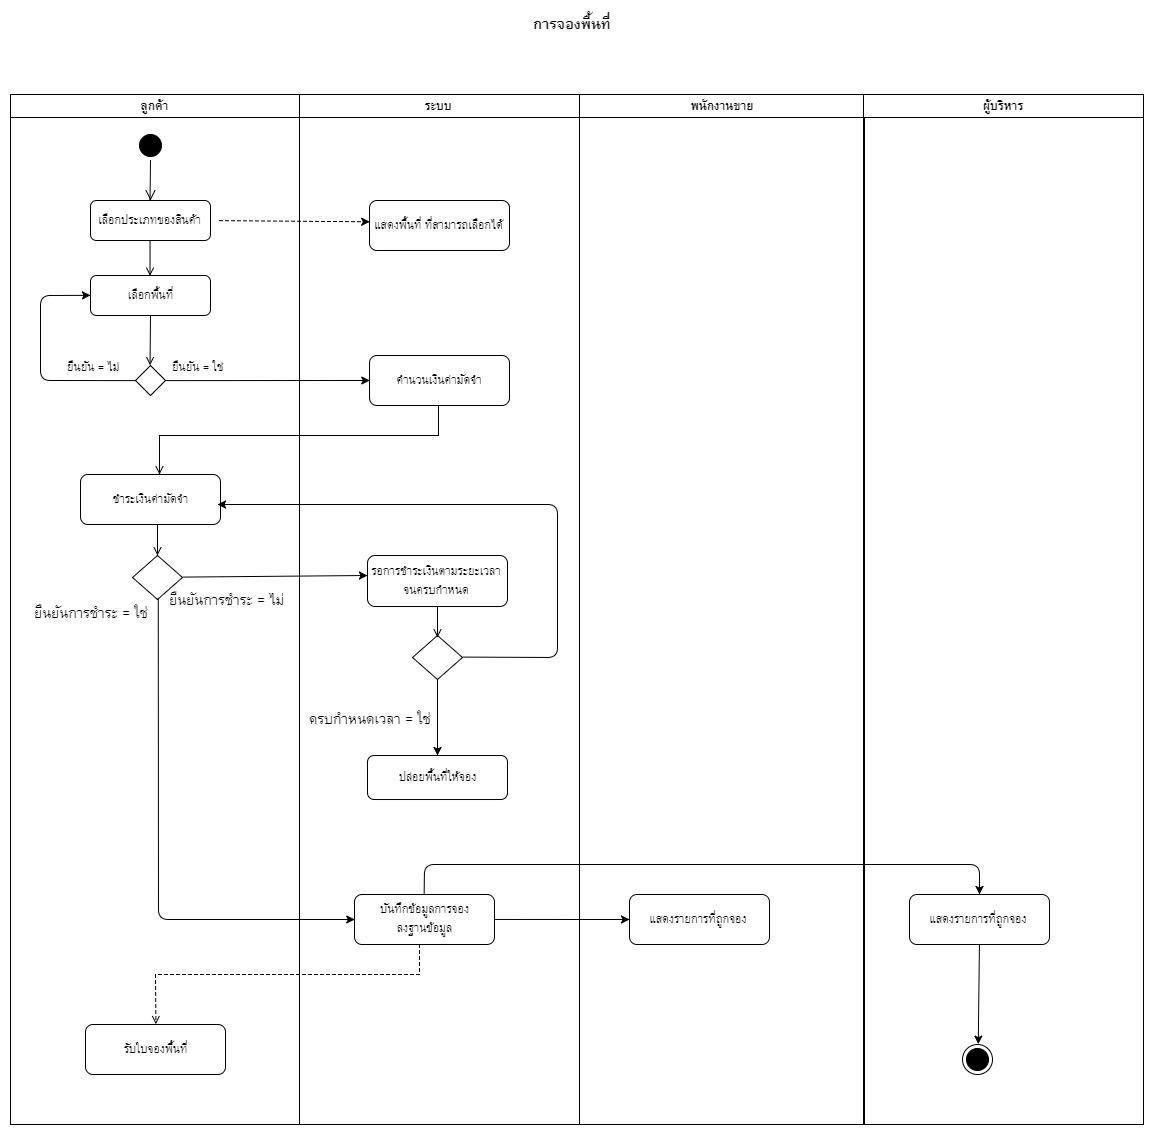 การจองพื้นที่
ลูกค้า
ระบบ
พนักงานขาย
ผู้บริหาร
เลือกประเภทของสินค้า
แสดงพื้นที่ ที่สามารถเลือกได้
เลือกพื้นที่
ยืนยัน = ไม่
ยืนยัน = ใช่
คำนวนเงินค่ามัดจำ
ชำระเงินค่ามัดจำ
รอการชำระเงินตามระยะเวลา
จนครบกำหนด
ยืนยันการชำระ = ไม่
ยืนยันการชำระ = ใช่
ครบกำหนดเวลา = ใช่
ปล่อยพื้นที่ให้จอง
บันทึกข้อมูลการจอง
ลงฐานข้อมูล
แสดงรายการที่ถูกจอง
แสดงรายการที่ถูกจอง
รับใบจองพื้นที่